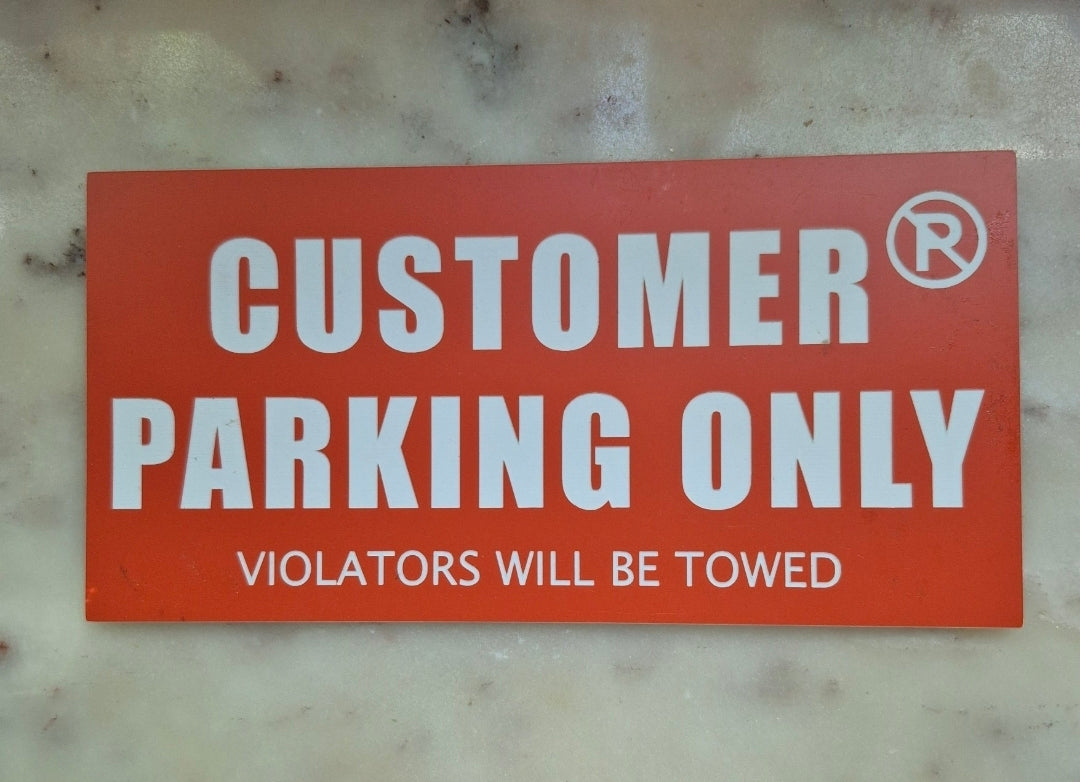 CUSTOMER
PARKING ONLY
VIOLATORS WILL BE TOWED